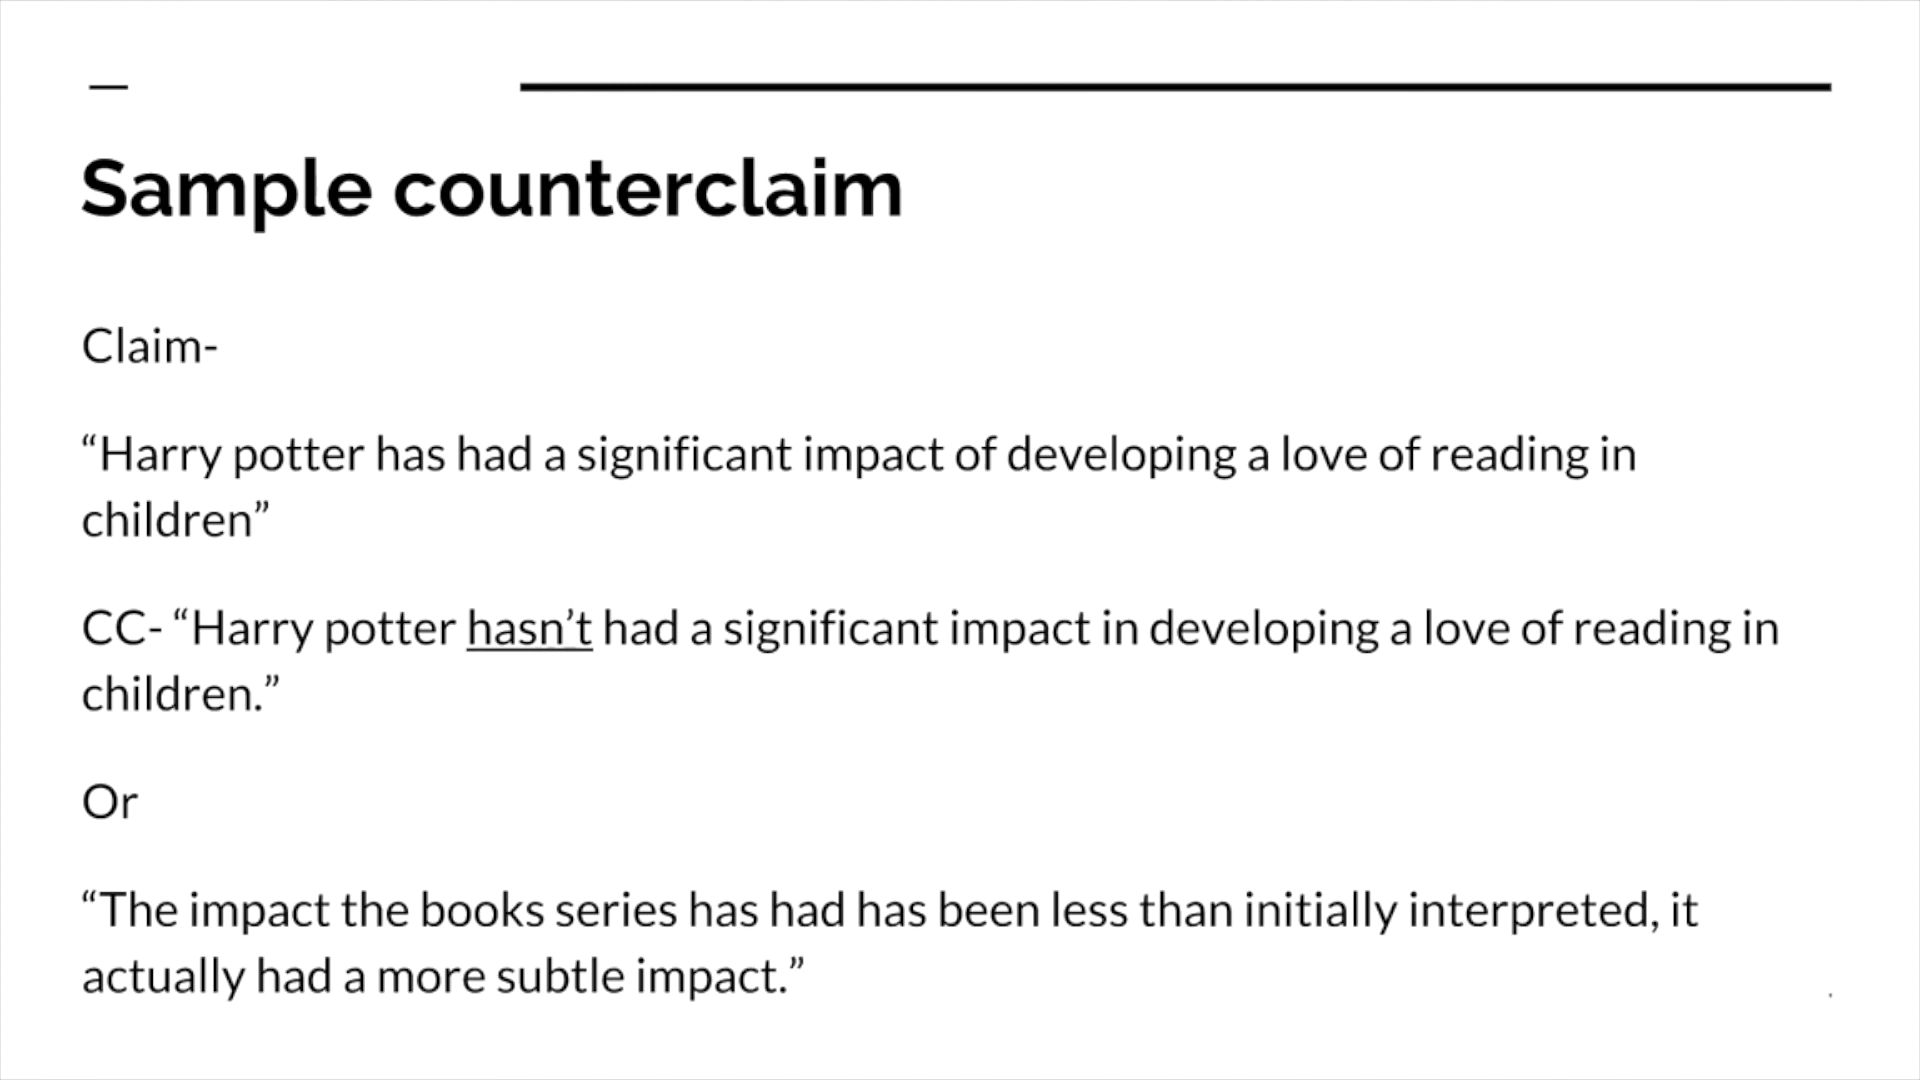 Sample counterclaim
Claim-
“Harry potter has had a significant impact of developing a love of reading in
children”
CC- “Harry potter hasn’t had a significant impact in developing a love of reading in
children.”
Or
“The impact the books series has had has been less than initially interpreted, it
actually had a more subtle impact.”